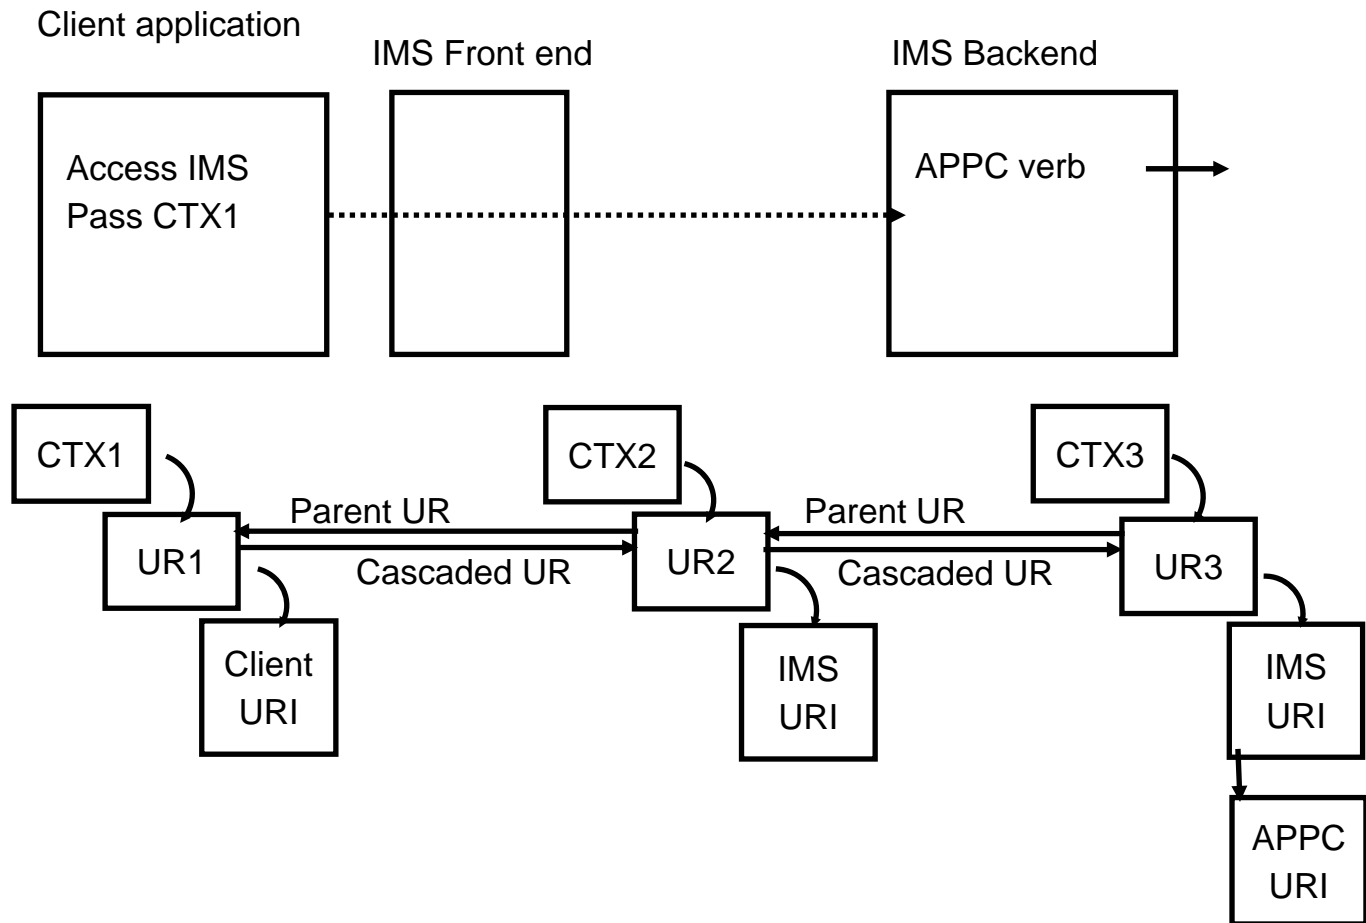 Client application
IMS Front end
IMS Backend
Access IMS
Pass CTX1
APPC verb
CTX1
CTX2
CTX3
Parent UR
Parent UR
UR1
Cascaded UR
UR2
Cascaded UR
UR3
Client
URI
IMS
URI
IMS
URI
APPC
URI